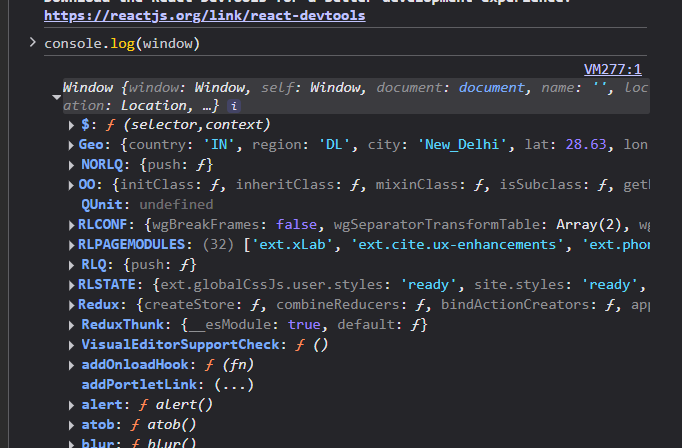 Download the React DevTools for a better development experience:
https://reactjs.org/link/react-devtools
> console.log(window)
VM277:1
Window {window: Window, self: Window, document: document, name: '', loc
ation: Location, …} i
$: ƒ (selector,context)
Geo: {country: 'IN', region: 'DL', city: 'New_Delhi', lat: 28.63, lon
NORLQ: {push: ƒ}
OO: {initClass: ƒ, inheritClass: ƒ, mixinClass: ƒ, isSubclass: ƒ, get
QUnit: undefined
RLCONF: {wgBreakFrames: false, wgSeparatorTransformTable: Array(2), wg
RLPAGEMODULES: (32) ['ext.xLab', 'ext.cite.ux-enhancements', 'ext.pho
RLQ: {push: ƒ}
RLSTATE: {ext.globalCssJs.user.styles: 'ready', site.styles: 'ready',
Redux: {createStore: ƒ, combineReducers: ƒ, bindActionCreators: ƒ, app
ReduxThunk: {__esModule: true, default: ƒ}
VisualEditorSupportCheck: ƒ ()
addOnloadHook: ƒ (fn)
addPortletLink: (...)
alert: ƒ alert()
atob: ƒ atob()
blur: ƒ blur()